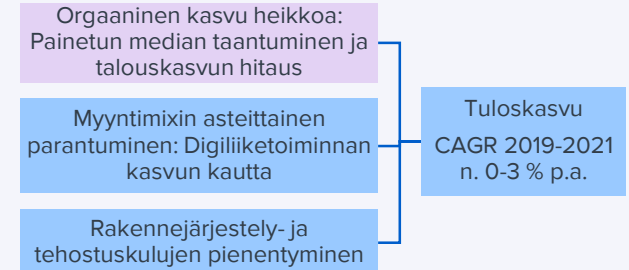 Orgaaninen kasvu heikkoa:
Painetun median taantuminen ja
talouskasvun hitaus
Myyntimixin asteittainen
parantuminen: Digiliiketoiminnan
kasvun kautta
Rakennejärjestely- ja
tehostuskulujen pienentyminen
Tuloskasvu
CAGR 2019-2021
n. 0-3 % p.a.